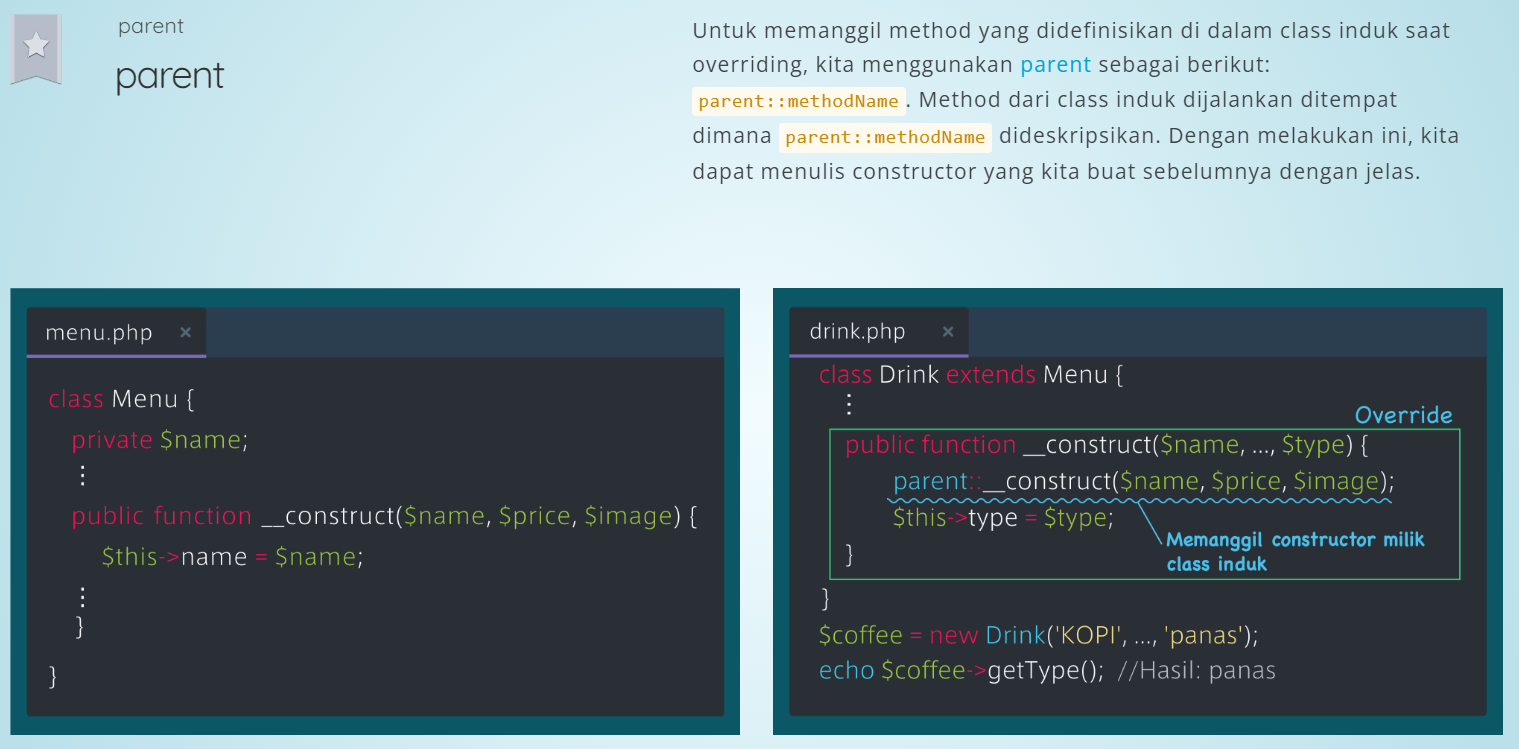 parent
parent
Untuk memanggil method yang didefinisikan di dalam class induk saat
overriding, kita menggunakan parent sebagai berikut:
parent::methodName. Method dari class induk dijalankan ditempat
dimana parent::methodName dideskripsikan. Dengan melakukan ini, kita
dapat menulis constructor yang kita buat sebelumnya dengan jelas.
menu.php ×
class Menu {
private $name;
⋮
public function __construct($name, $price, $image) {
$this->name = $name;
⋮
}
}
drink.php ×
class Drink extends Menu {
⋮
Override
public function __construct($name, ..., $type) {
parent::__construct($name, $price, $image);
$this->type = $type;
Memanggil constructor milik
class induk
}
}
$coffee = new Drink('KOPI', ..., 'panas');
echo $coffee->getType(); //Hasil: panas